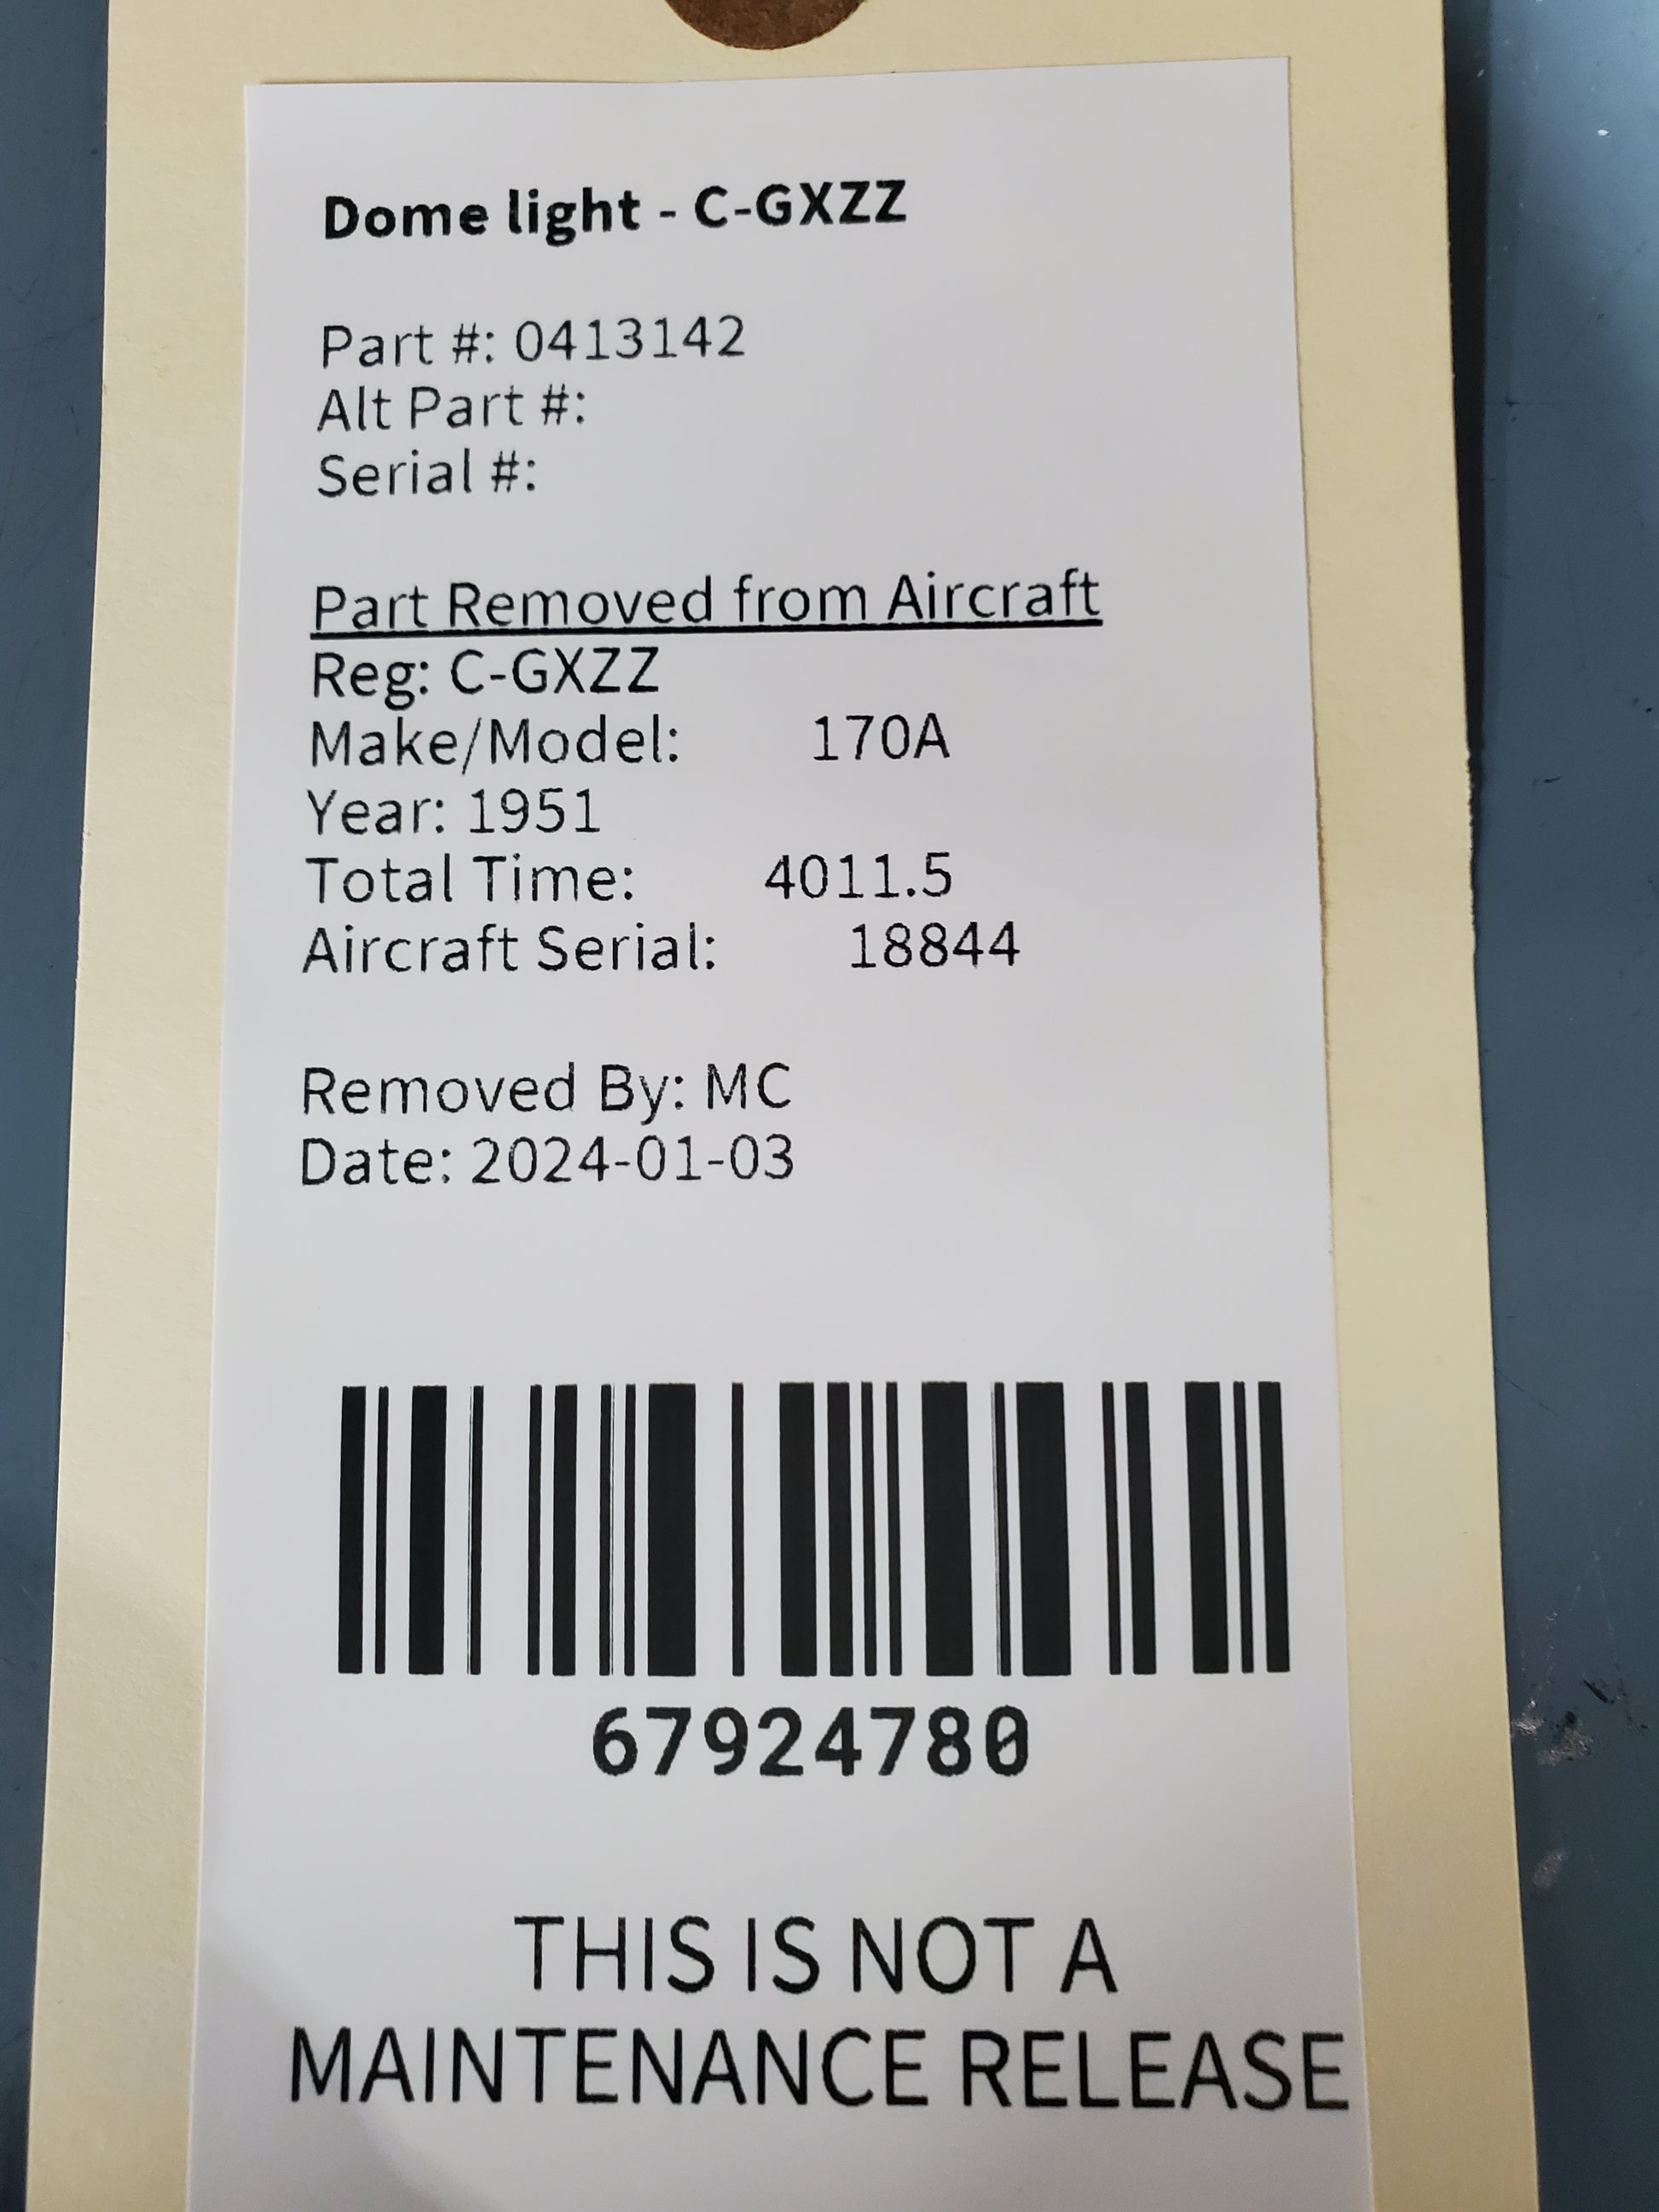 Dome light - C-GXZZ
Part #: 0413142
Alt Part #:
Serial #:
Part Removed from Aircraft
Reg: C-GXZZ
Make/Model: 170A
Year: 1951
Total Time: 4011.5
Aircraft Serial: 18844
Removed By: MC
Date: 2024-01-03
67924780
THIS IS NOT A
MAINTENANCE RELEASE